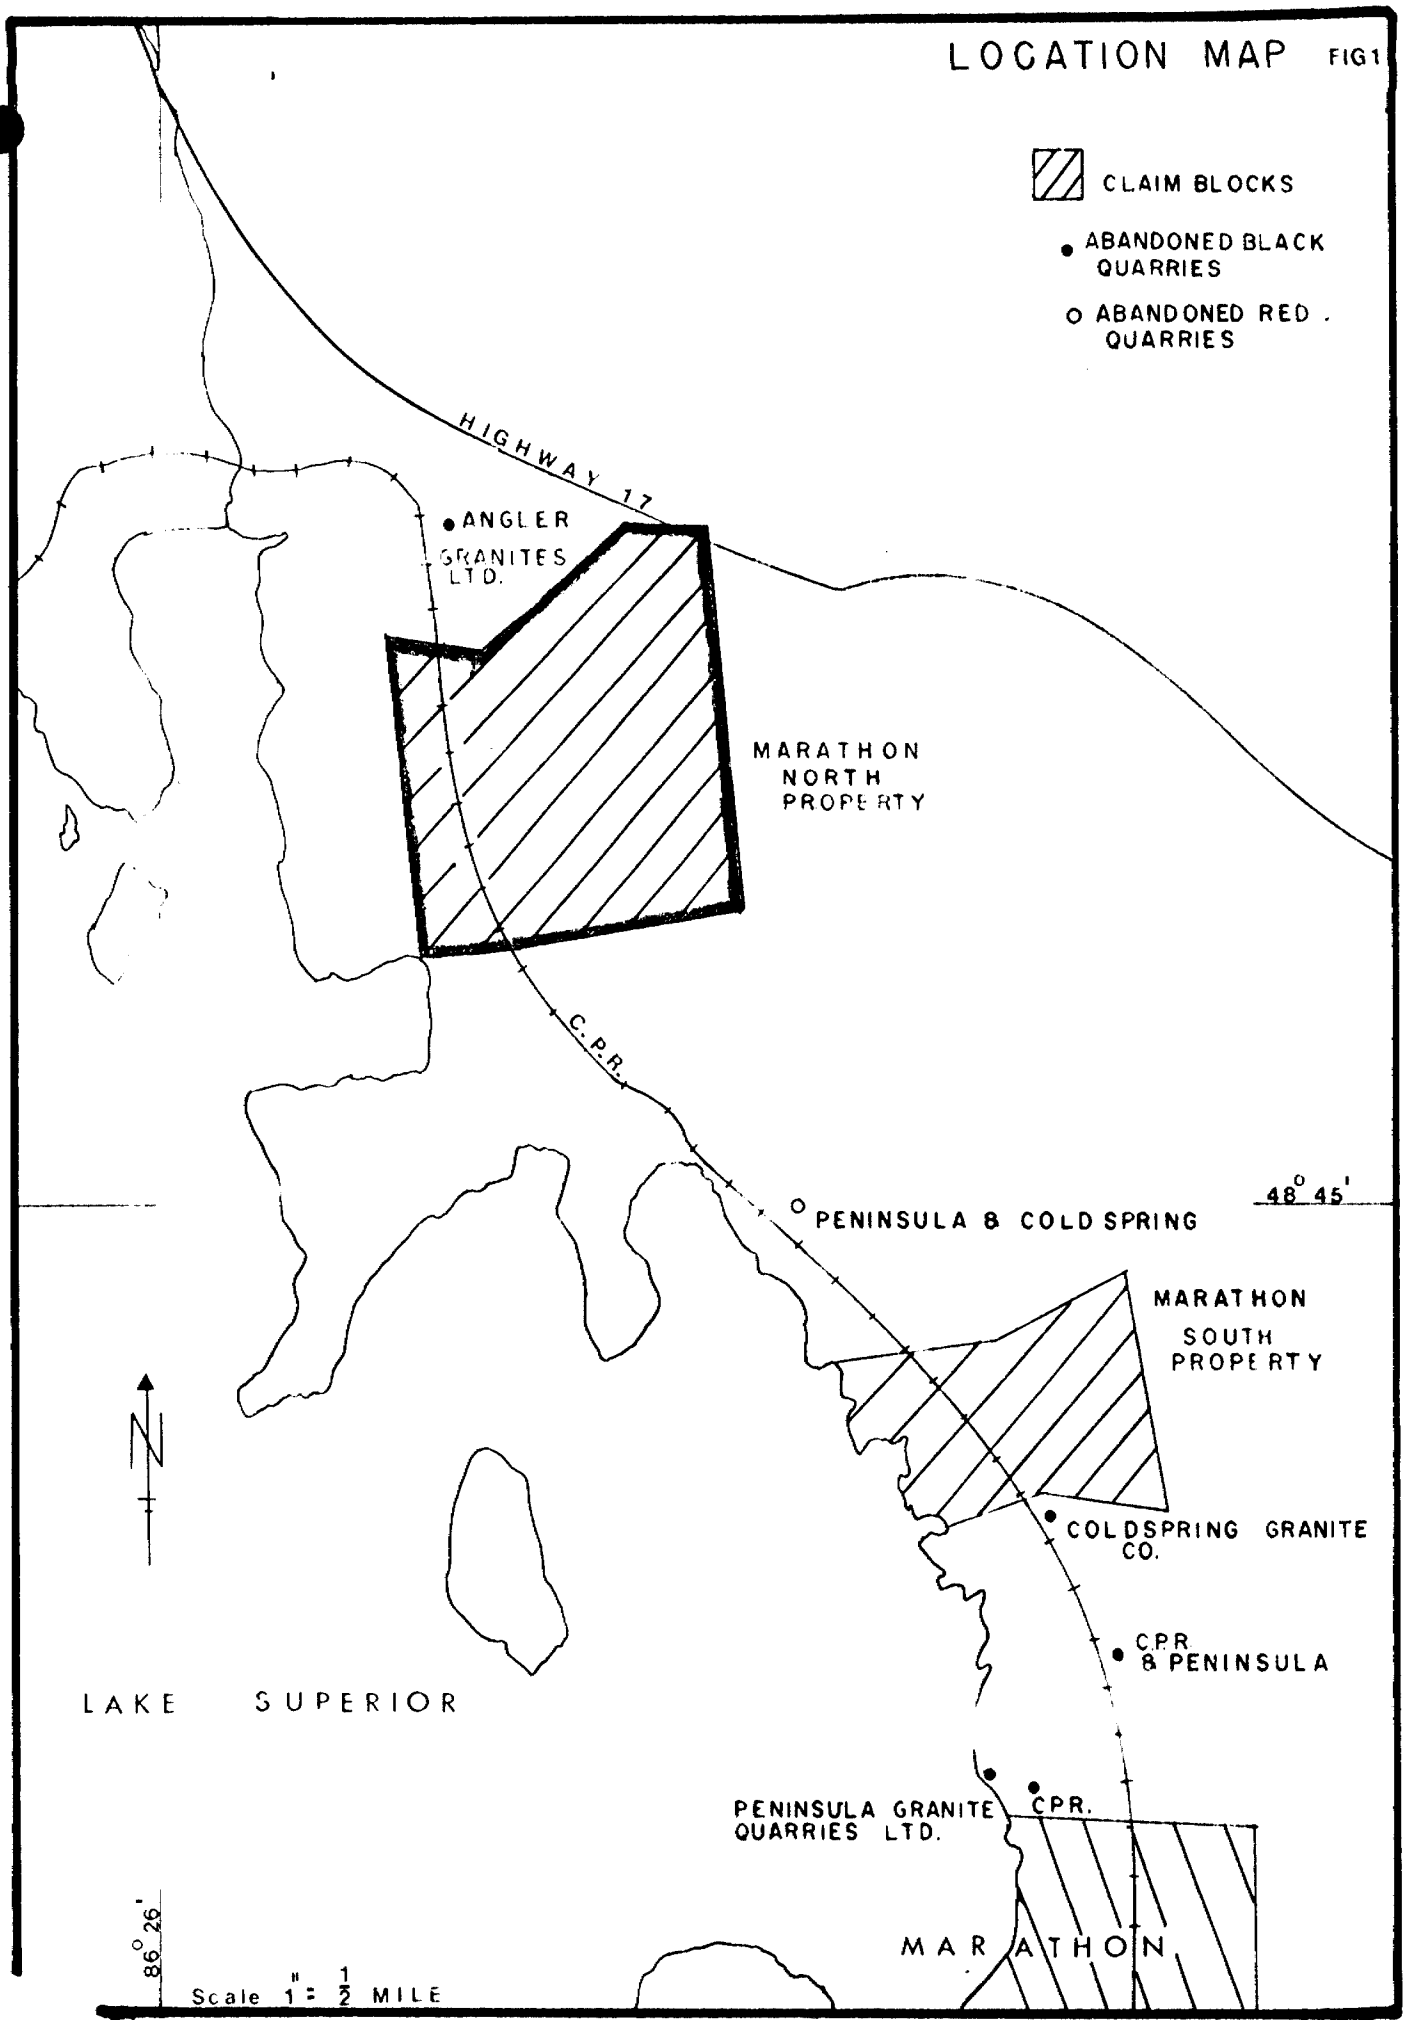 LOCATION MAP FIG1
CLAIM BLOCKS
ABANDONED BLACK
QUARRIES
ABANDONED RED
QUARRIES
HIGHWAY 17
ANGLER
GRANITES
LTD.
MARATHON
NORTH
PROPERTY
C.P.R.
48° 45'
PENINSULA & COLDSPRING
MARATHON
SOUTH
PROPERTY
N
COLDSPRING GRANITE
CO.
C.P.R.
& PENINSULA
LAKE SUPERIOR
PENINSULA GRANITE
QUARRIES LTD.
CPR.
MARATHON
86° 26'
Scale 1" = 1/2 MILE